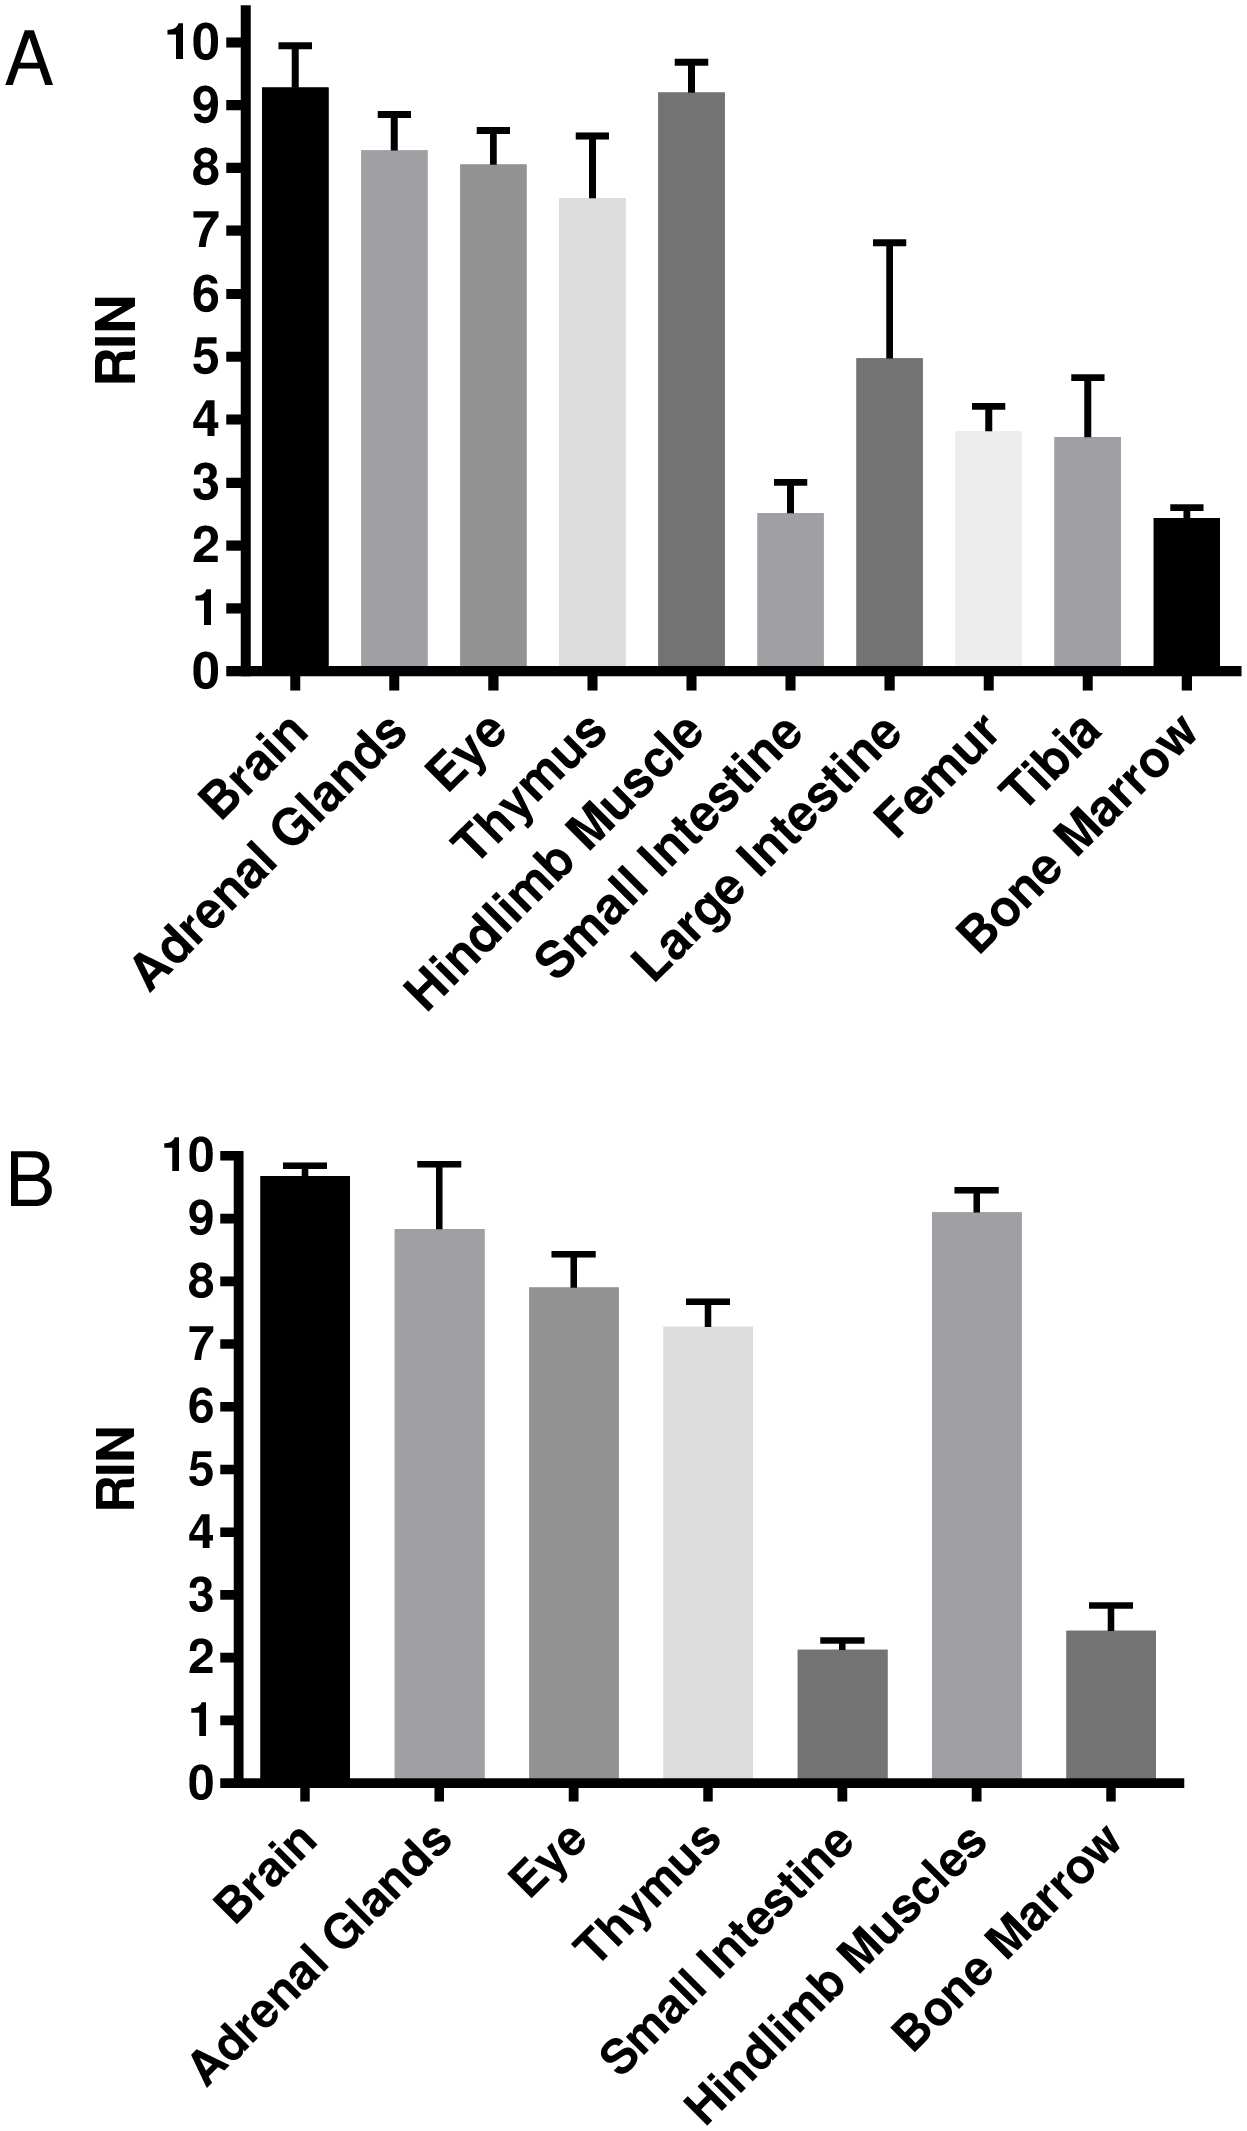 A
RIN
10
9
8
7
6
5
4
3
2
1
0
Brain
Adrenal Glands
Eye
Thymus
Hindlimb Muscle
Small Intestine
Large Intestine
Femur
Tibia
Bone Marrow
B
RIN
10
9
8
7
6
5
4
3
2
1
0
Brain
Adrenal Glands
Eye
Thymus
Small Intestine
Hindlimb Muscles
Bone Marrow